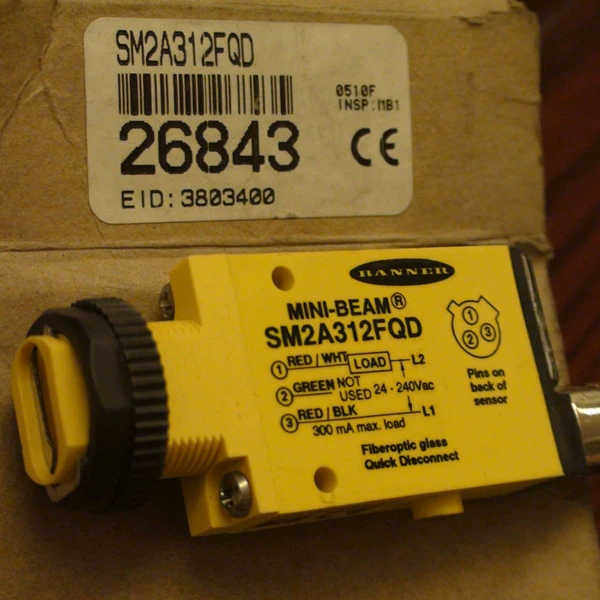 SM2A312FQD
0510F
INSP:MB1
26843
CE
EID: 3803400
BANNER
MINI-BEAM®
SM2A312FQD
1 RED/WHT LOAD L2
2 GREEN NOT USED 24-240Vac
3 RED/BLK L1
300 mA max. load
Fiberoptic glass
Quick Disconnect
1
2 3
Pins on
back of
sensor